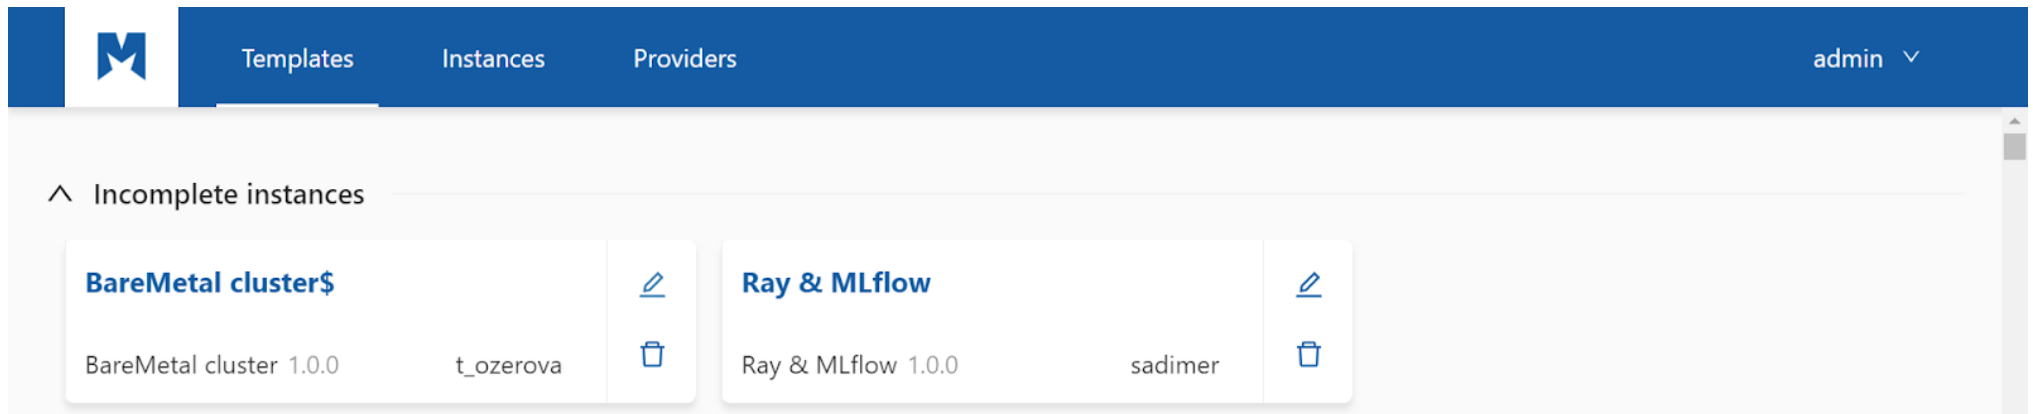 Templates Instances Providers admin
Incomplete instances
BareMetal cluster$
BareMetal cluster 1.0.0 t_ozerova
Ray & MLflow
Ray & MLflow 1.0.0 sadimer